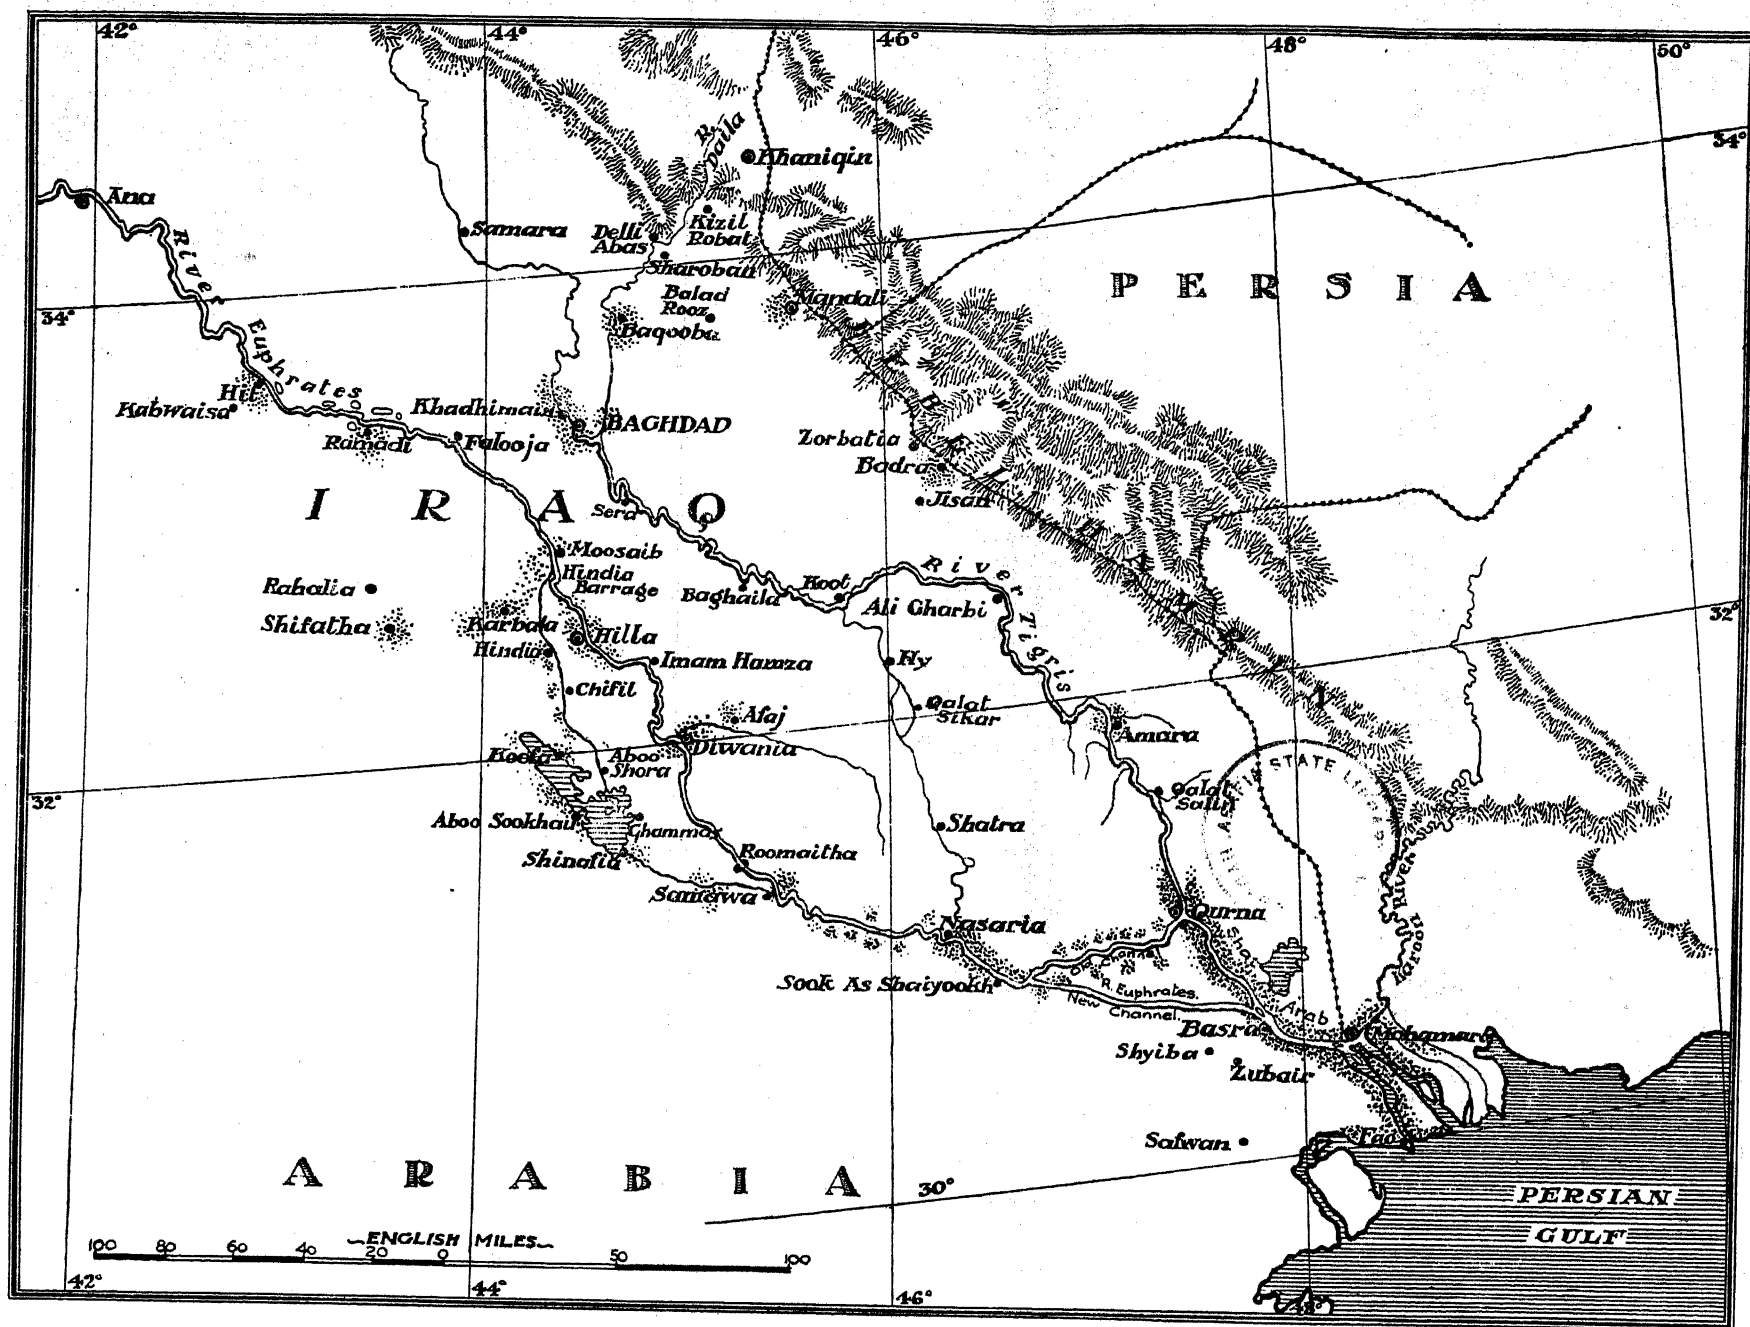 42°
44°
46°
48°
50°
R. Daila
Khaniqin
34°
Ana
River Euphrates
Samara
Delli
Abas
Kizil
Robat
Sharoban
Balad
Rooz
Mandali
PERSIA
34°
Baqooba
Hit
Kabwaisa
Khadhimain
BAGHDAD
Ramadi
Falooja
Zorbatia
Badra
Jisan
IRAQ
Sera
Moosaib
Hindia
Barrage
Rahalia
Shifatha
Karbala
Hilla
Hindia
Baghaila
Koot
River Tigris
Ali Gharbi
32°
Imam Hamza
Hy
Chifil
Afaj
Qalat
Sikar
Diwania
Amara
Koofa
Aboo
Shora
32°
Qalat
Salih
STATE
Aboo Sookhair
Ghammas
Shatra
Shinafia
Roomaitha
Samawa
River Karoon
Qurna
Nasaria
Shat Arab
Old Channel
R. Euphrates.
New
Channel.
Sook As Shaiyookh
Basra
Mohamara
Shyiba
Zubair
Safwan
Fao
ARABIA
30°
PERSIAN
GULF
ENGLISH MILES
100 80 60 40 20 0 50 100
42°
44°
46°
48°